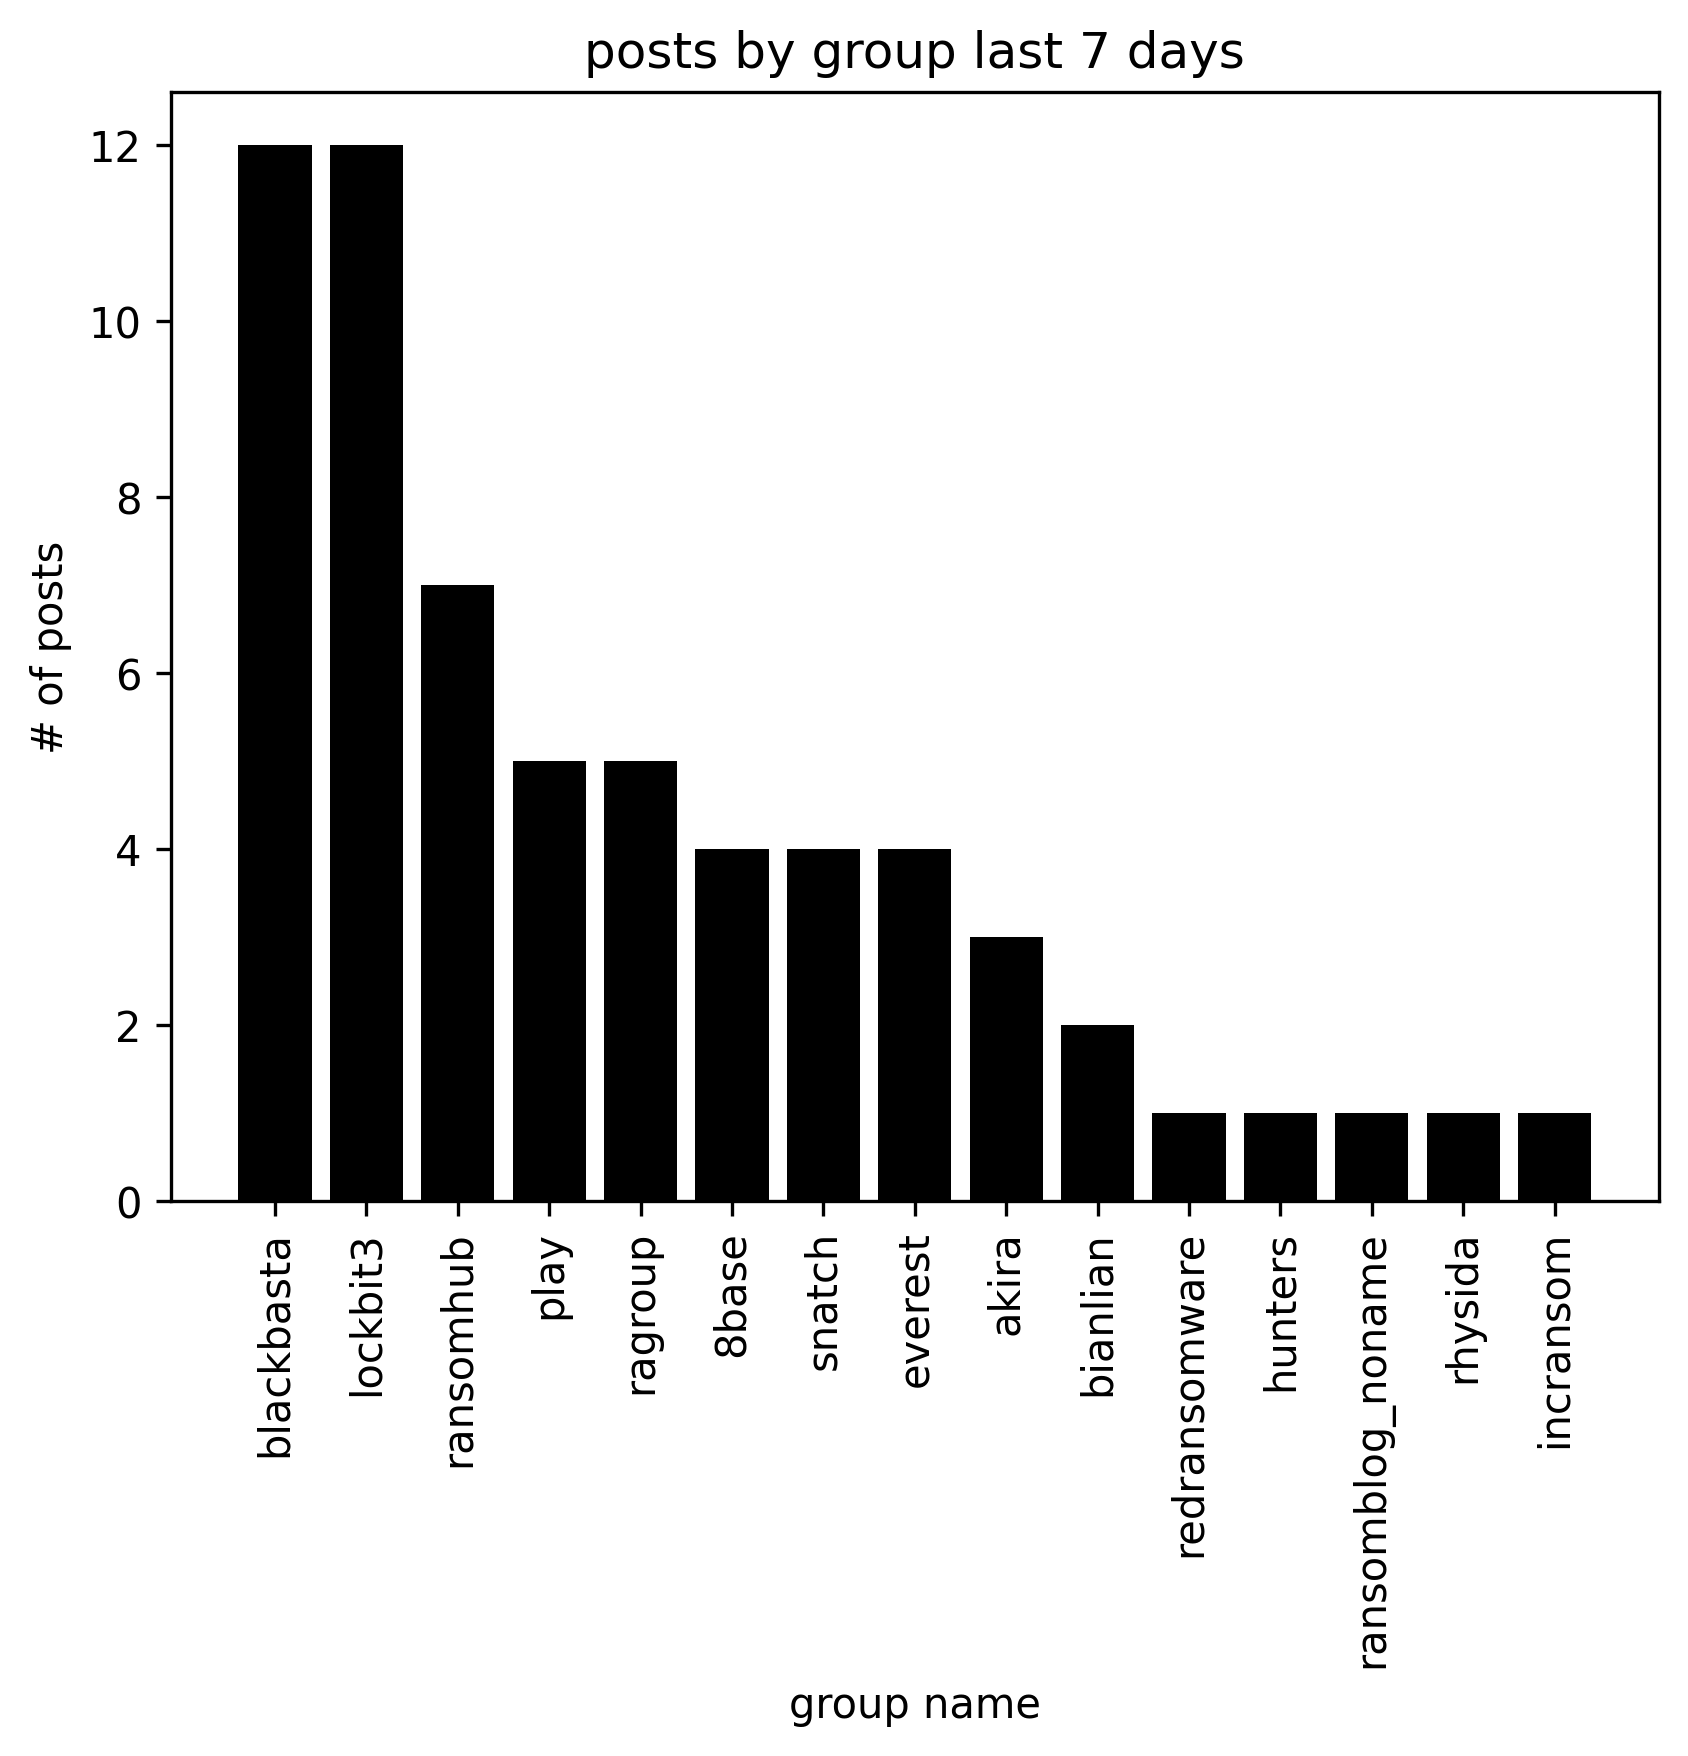 posts by group last 7 days
12
10
8
6
4
2
0
# of posts
blackbasta
lockbit3
ransomhub
play
ragroup
8base
snatch
everest
akira
bianlian
redransomware
hunters
ransomblog_noname
rhysida
incransom
group name